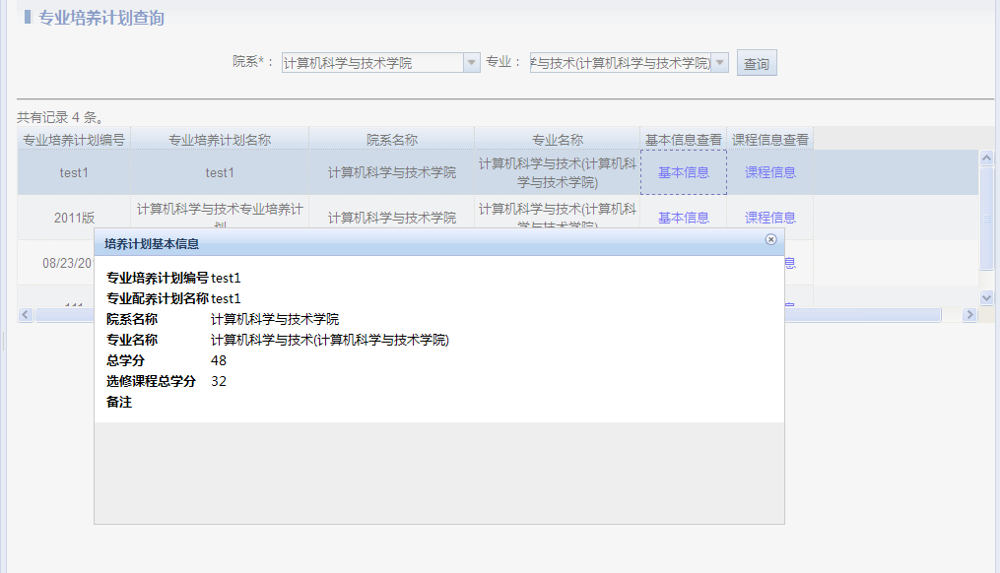 专业培养计划查询
院系*： 计算机科学与技术学院 专业： 与技术(计算机科学与技术学院) 查询
共有记录 4 条。
专业培养计划编号 专业培养计划名称 院系名称 专业名称 基本信息查看 课程信息查看
test1 test1 计算机科学与技术学院 计算机科学与技术(计算机科学与技术学院) 基本信息 课程信息
2011版 计算机科学与技术专业培养计划 计算机科学与技术学院 计算机科学与技术(计算机科学与技术学院) 基本信息 课程信息
08/23/20 息
培养计划基本信息
专业培养计划编号 test1
专业配养计划名称 test1
院系名称 计算机科学与技术学院
专业名称 计算机科学与技术(计算机科学与技术学院)
总学分 48
选修课程总学分 32
备注